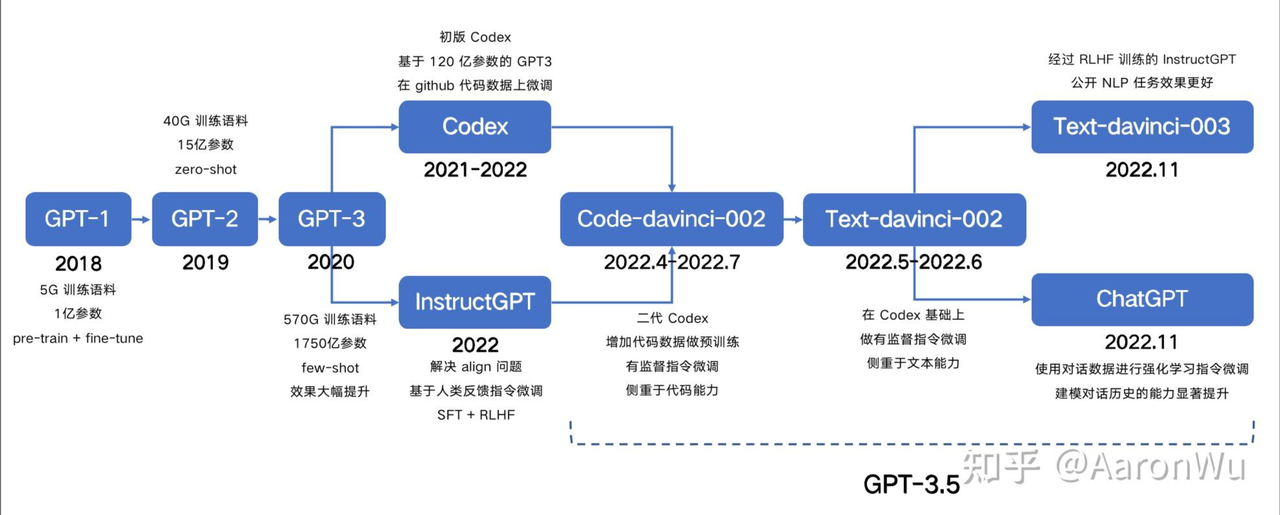 初版 Codex
基于 120 亿参数的 GPT3
在 github 代码数据上微调
Codex
2021-2022
40G 训练语料
15亿参数
zero-shot
GPT-1
2018
5G 训练语料
1亿参数
pre-train + fine-tune
GPT-2
2019
GPT-3
2020
570G 训练语料
1750亿参数
few-shot
效果大幅提升
InstructGPT
2022
解决 align 问题
基于人类反馈指令微调
SFT + RLHF
Code-davinci-002
2022.4-2022.7
二代 Codex
增加代码数据做预训练
有监督指令微调
侧重于代码能力
Text-davinci-002
2022.5-2022.6
在 Codex 基础上
做有监督指令微调
侧重于文本能力
经过 RLHF 训练的 InstructGPT
公开 NLP 任务效果更好
Text-davinci-003
2022.11
ChatGPT
2022.11
使用对话数据进行强化学习指令微调
建模对话历史的能力显著提升
GPT-3.5
知乎 @AaronWu